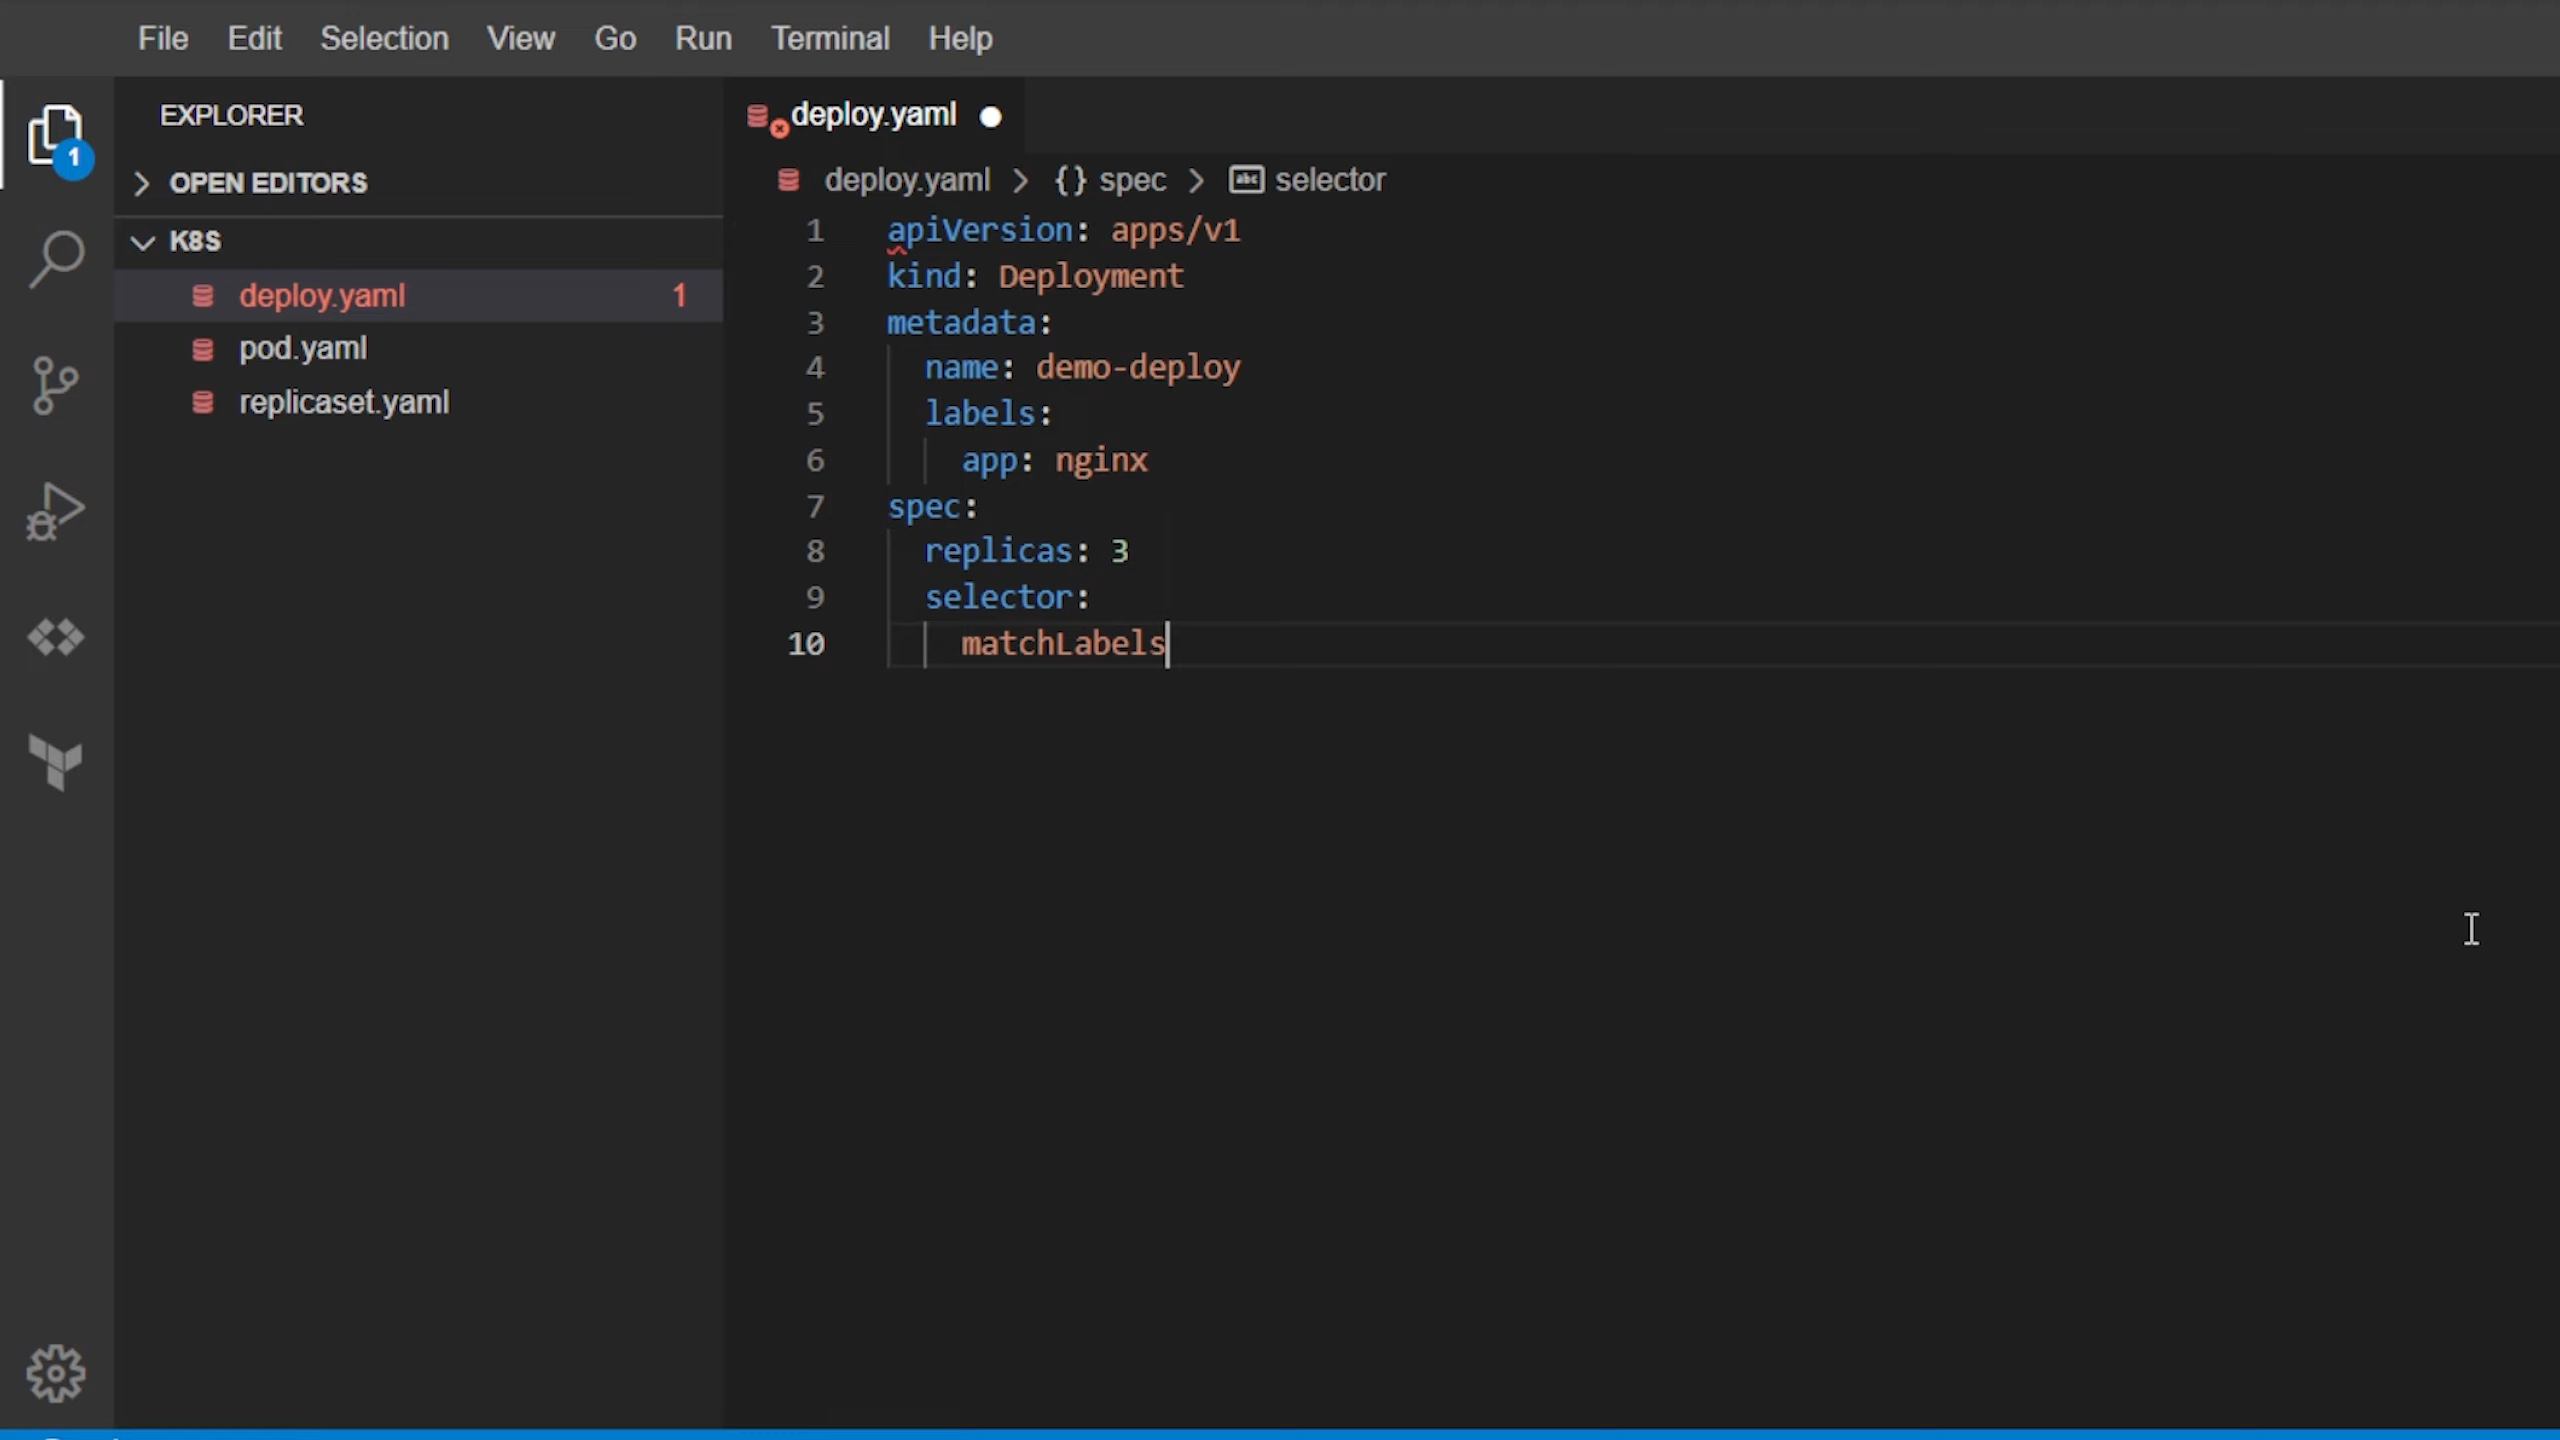 File Edit Selection View Go Run Terminal Help
EXPLORER
1
OPEN EDITORS
K8S
deploy.yaml 1
pod.yaml
replicaset.yaml
deploy.yaml
deploy.yaml > {} spec > abc selector
1 apiVersion: apps/v1
2 kind: Deployment
3 metadata:
4   name: demo-deploy
5   labels:
6     app: nginx
7 spec:
8   replicas: 3
9   selector:
10     matchLabels